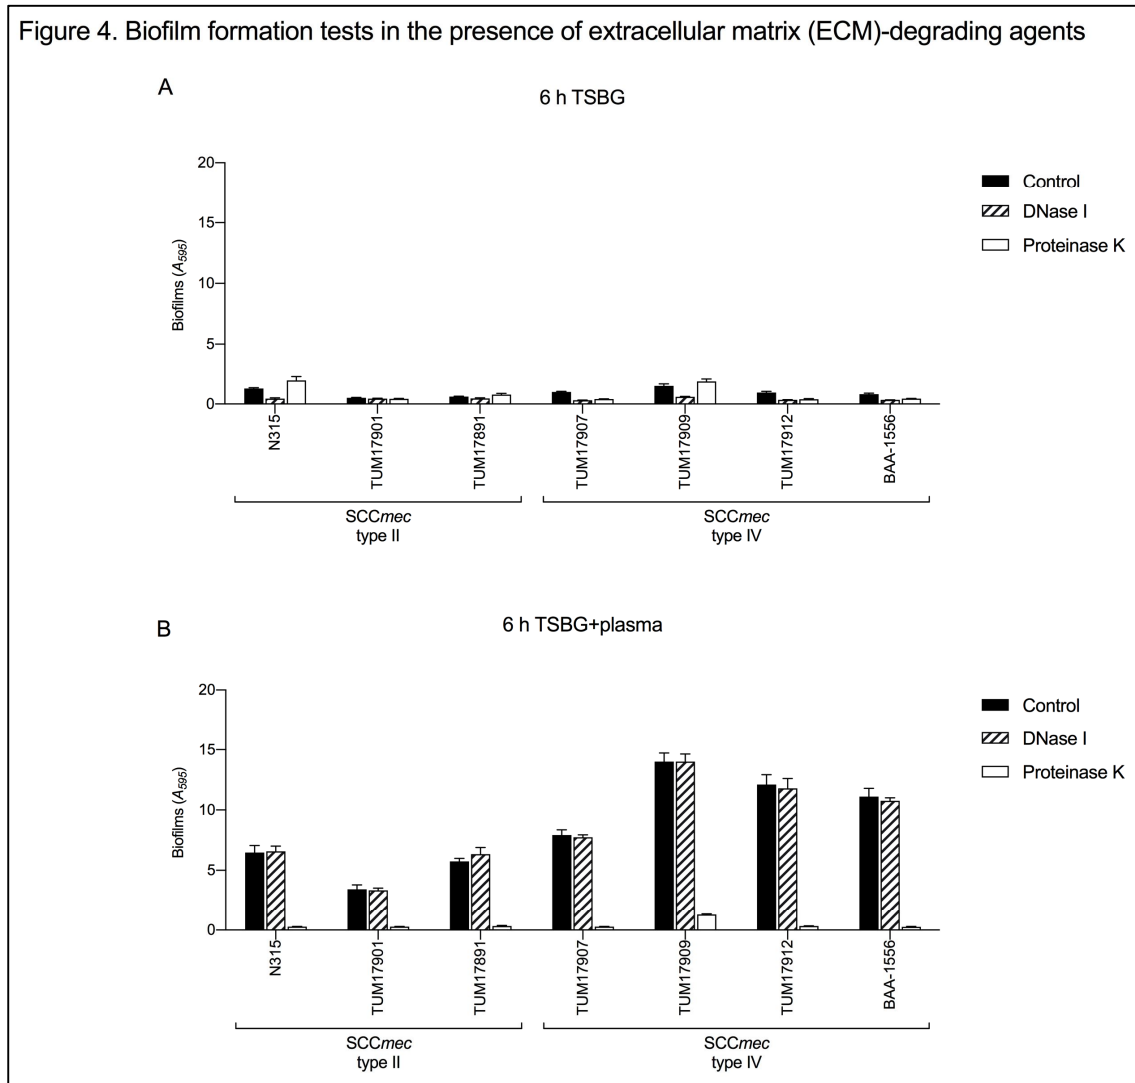 Figure 4. Biofilm formation tests in the presence of extracellular matrix (ECM)-degrading agents
A
6 h TSBG
20
15
10
5
0
Biofilms (A595)
Control
DNase I
Proteinase K
N315
TUM17901
TUM17891
TUM17907
TUM17909
TUM17912
BAA-1556
SCCmec
type II
SCCmec
type IV
B
6 h TSBG+plasma
20
15
10
5
0
Biofilms (A595)
Control
DNase I
Proteinase K
N315
TUM17901
TUM17891
TUM17907
TUM17909
TUM17912
BAA-1556
SCCmec
type II
SCCmec
type IV